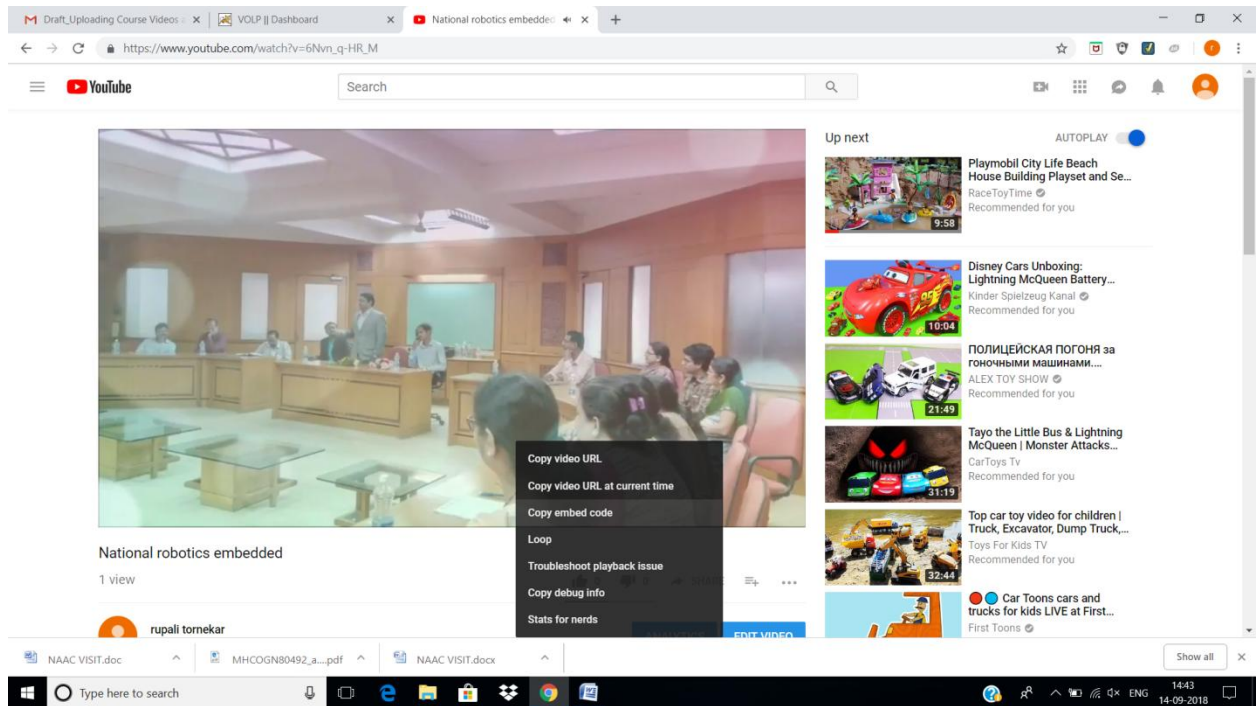 Draft_Uploading Course Videos a
VOLP || Dashboard
National robotics embedded
https://www.youtube.com/watch?v=6Nvn_q-HR_M
YouTube
Search
Up next
AUTOPLAY
Playmobil City Life Beach
House Building Playset and Se...
RaceToyTime
Recommended for you
9:58
Disney Cars Unboxing:
Lightning McQueen Battery...
Kinder Spielzeug Kanal
Recommended for you
10:04
ПОЛИЦЕЙСКАЯ ПОГОНЯ за
гоночными машинами....
ALEX TOY SHOW
Recommended for you
21:49
Tayo the Little Bus & Lightning
McQueen | Monster Attacks...
CarToys Tv
Recommended for you
31:19
Top car toy video for children |
Truck, Excavator, Dump Truck,...
Toys For Kids TV
Recommended for you
32:44
Car Toons cars and
trucks for kids LIVE at First...
First Toons
Copy video URL
Copy video URL at current time
Copy embed code
Loop
Troubleshoot playback issue
Copy debug info
Stats for nerds
National robotics embedded
1 view
SHARE
rupali tornekar
ANALYTICS
EDIT VIDEO
NAAC VISIT.doc
MHCOGN80492_a....pdf
NAAC VISIT.docx
Show all
Type here to search
ENG
14:43
14-09-2018